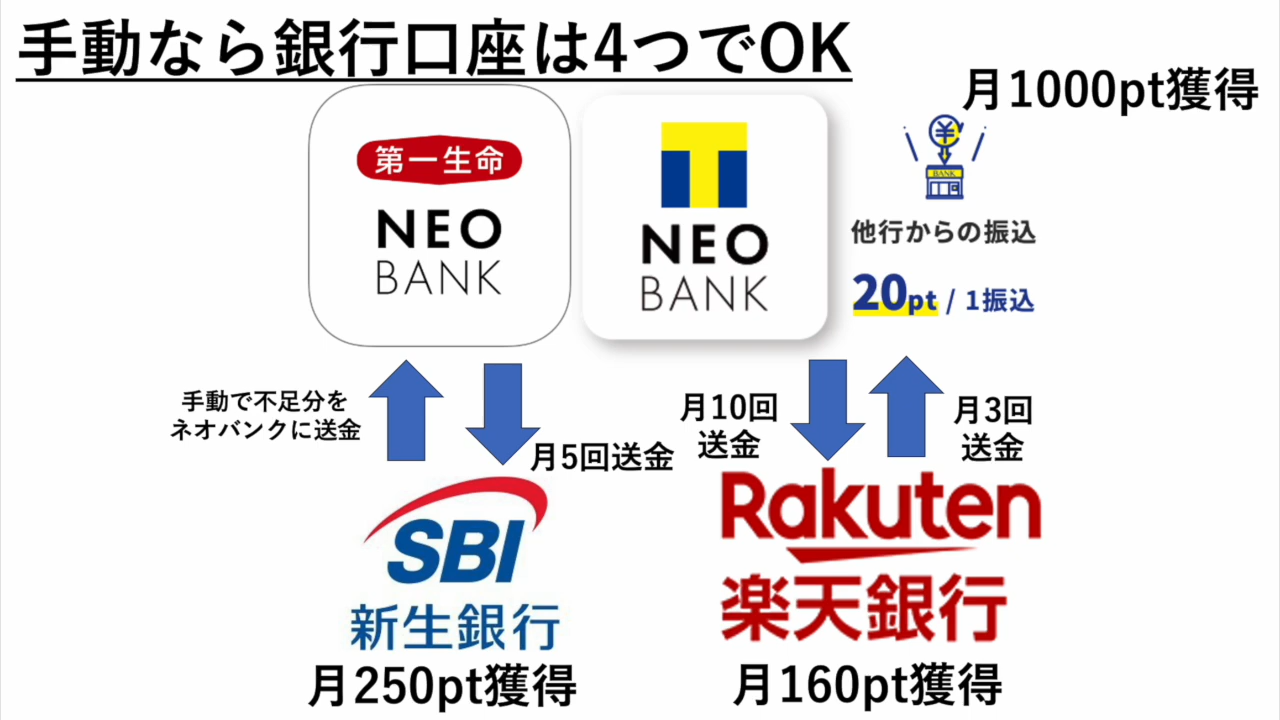 手動なら銀行口座は4つでOK
月1000pt獲得
第一生命
NEO
BANK
T
NEO
BANK
¥
BANK
他行からの振込
20pt / 1振込
手動で不足分を
ネオバンクに送金
月5回送金
月10回
送金
月3回
送金
SBI
新生銀行
月250pt獲得
Rakuten
楽天銀行
月160pt獲得